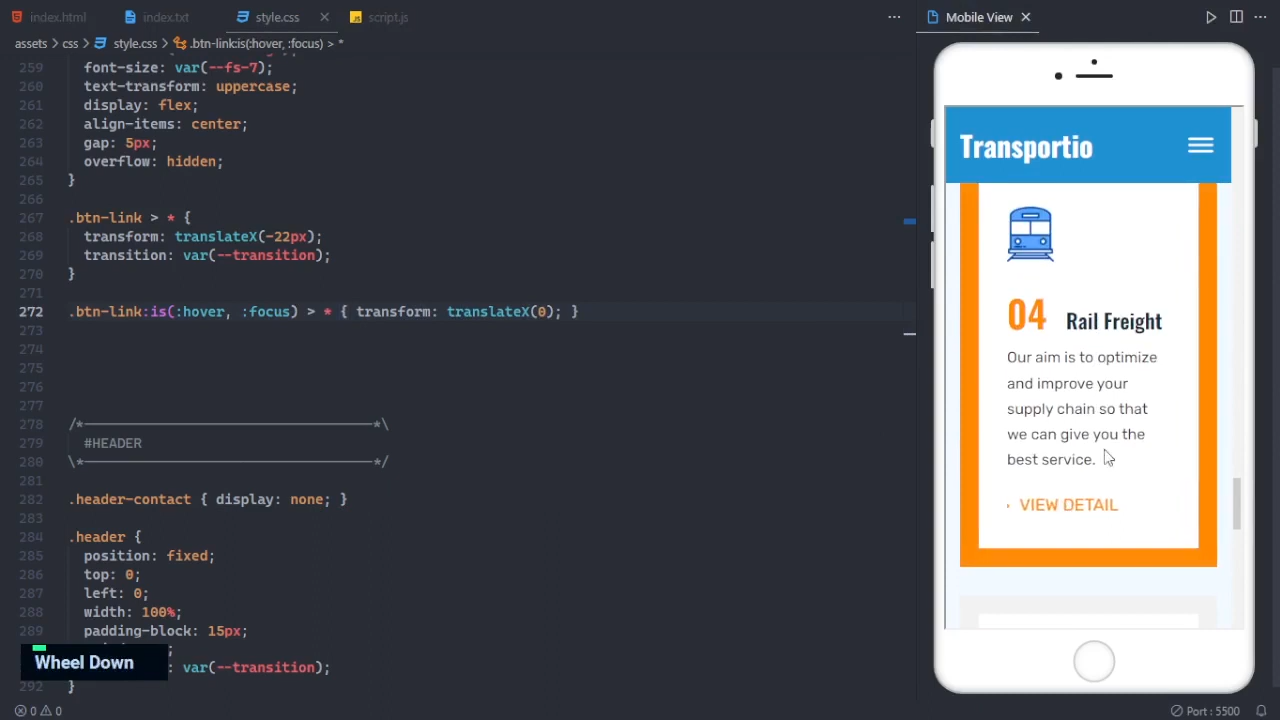 index.html
index.txt
style.css
script.js
Mobile View
assets > css > style.css > .btn-link:is(:hover, :focus) > *
259
font-size: var(--fs-7);
260 text-transform: uppercase;
261 display: flex;
262 align-items: center;
263 gap: 5px;
264 overflow: hidden;
265 }
266
267 .btn-link > * {
268 transform: translateX(-22px);
269 transition: var(--transition);
270 }
271
272 .btn-link:is(:hover, :focus) > * { transform: translateX(0); }
273
274
275
276
277
278 /*-----------------------------------*\
279 #HEADER
280 \*-----------------------------------*/
281
282 .header-contact { display: none; }
283
284 .header {
285 position: fixed;
286 top: 0;
287 left: 0;
288 width: 100%;
289 padding-block: 15px;
;
: var(--transition);
292 }
Wheel Down
0 0
Transportio
04 Rail Freight
Our aim is to optimize
and improve your
supply chain so that
we can give you the
best service.
VIEW DETAIL
Port : 5500